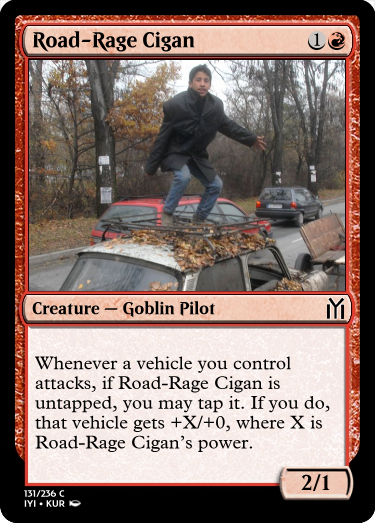 Road-Rage Cigan
1
Creature — Goblin Pilot
Whenever a vehicle you control
attacks, if Road-Rage Cigan is
untapped, you may tap it. If you do,
that vehicle gets +X/+0, where X is
Road-Rage Cigan's power.
2/1
131/236 C
IYI • KUR